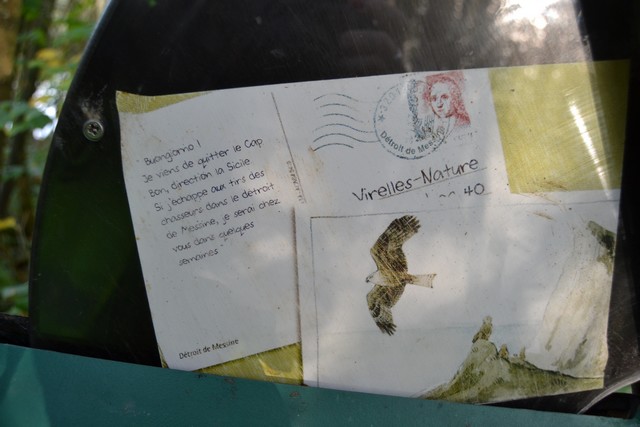 Buongiorno !
Je viens de quitter le Cap
Bon, direction la Sicile.
Si j'échappe aux tirs des
chasseurs dans le détroit
de Messine, je serai chez
vous dans quelques
semaines
Détroit de Messine
Détroit de Messine
Virelles-Nature
40